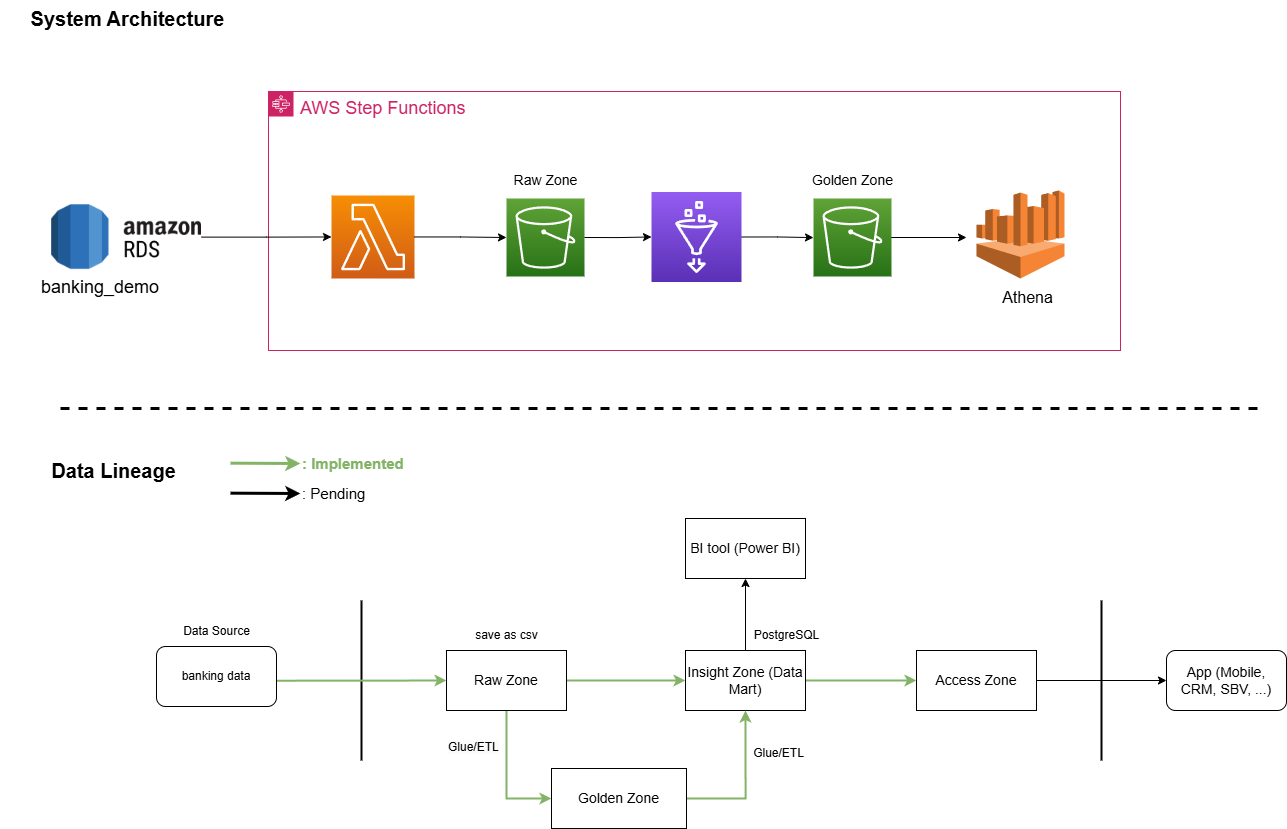 System Architecture
AWS Step Functions
Raw Zone
Golden Zone
amazon
RDS
banking_demo
Athena
Data Lineage
: Implemented
: Pending
BI tool (Power BI)
Data Source
save as csv
PostgreSQL
banking data
Raw Zone
Insight Zone (Data
Mart)
Access Zone
App (Mobile,
CRM, SBV, ...)
Glue/ETL
Glue/ETL
Golden Zone